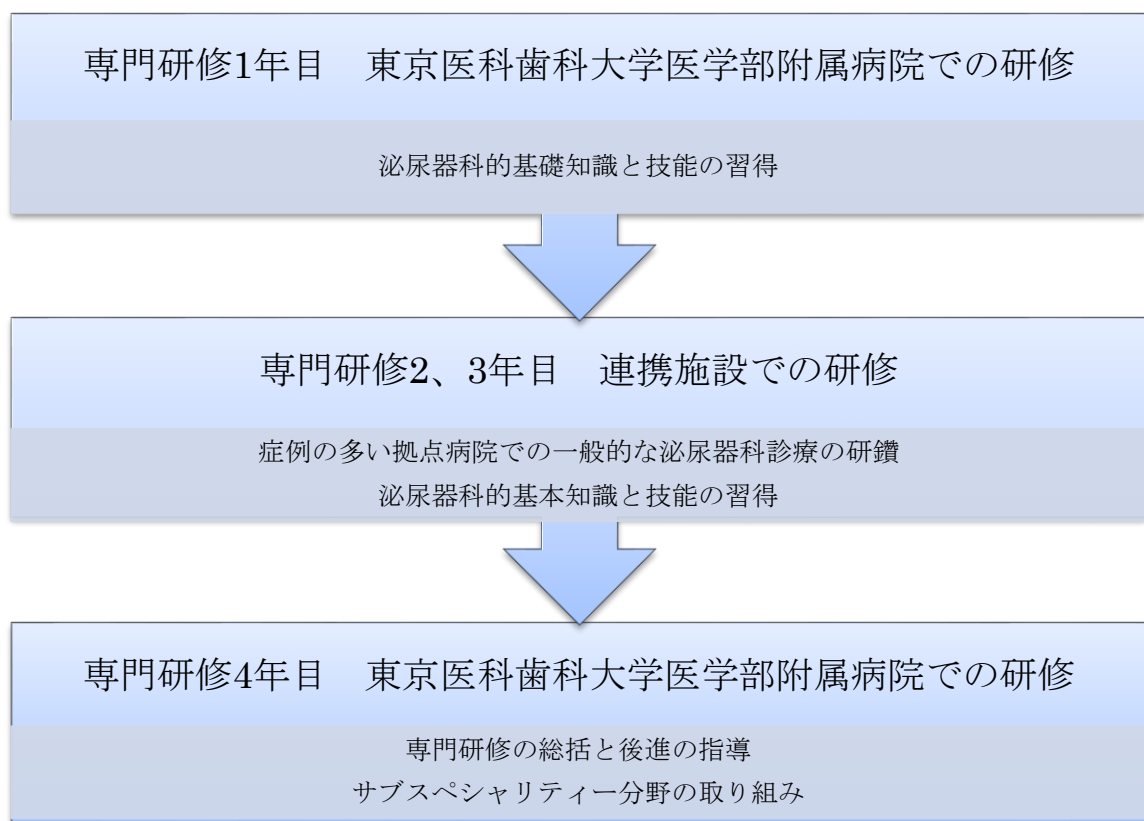 専門研修1年目　東京医科歯科大学医学部附属病院での研修
泌尿器科的基礎知識と技能の習得
専門研修2、3年目　連携施設での研修
症例の多い拠点病院での一般的な泌尿器科診療の研鑽
泌尿器科的基本知識と技能の習得
専門研修4年目　東京医科歯科大学医学部附属病院での研修
専門研修の総括と後進の指導
サブスペシャリティー分野の取り組み